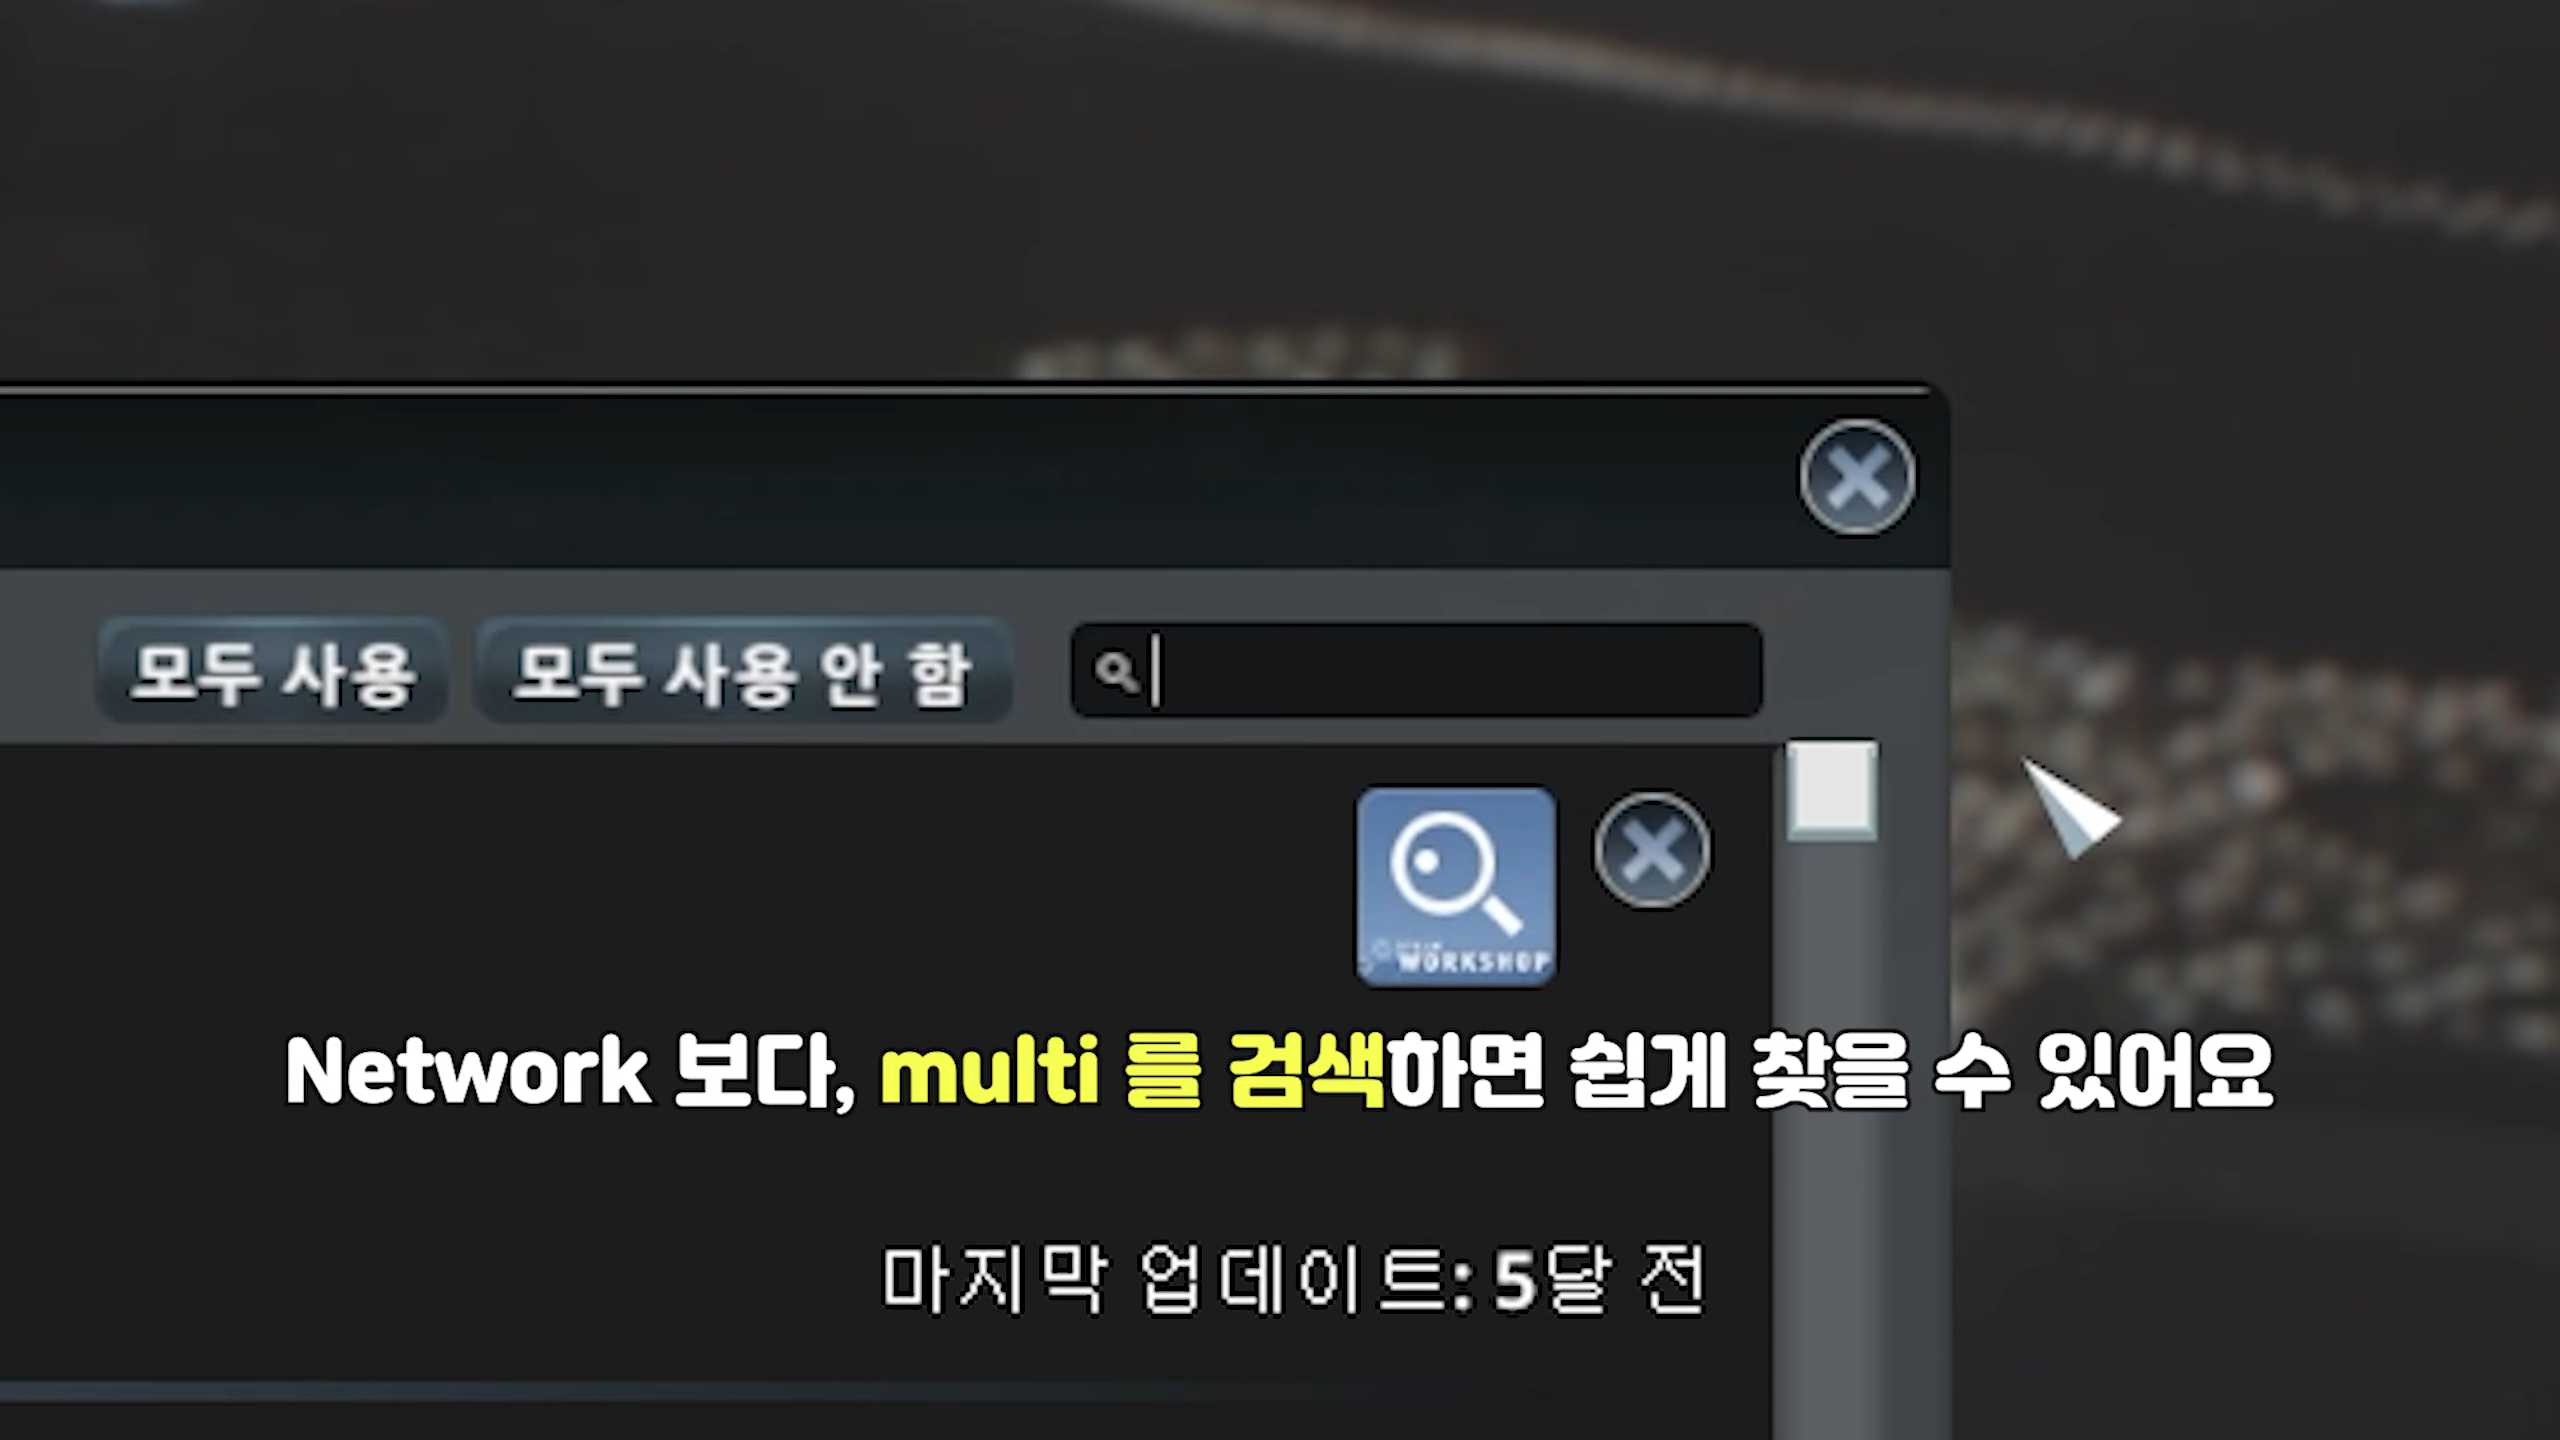 모두 사용 모두 사용 안 함
WORKSHOP
Network 보다, multi 를 검색하면 쉽게 찾을 수 있어요
마지막 업데이트: 5달 전